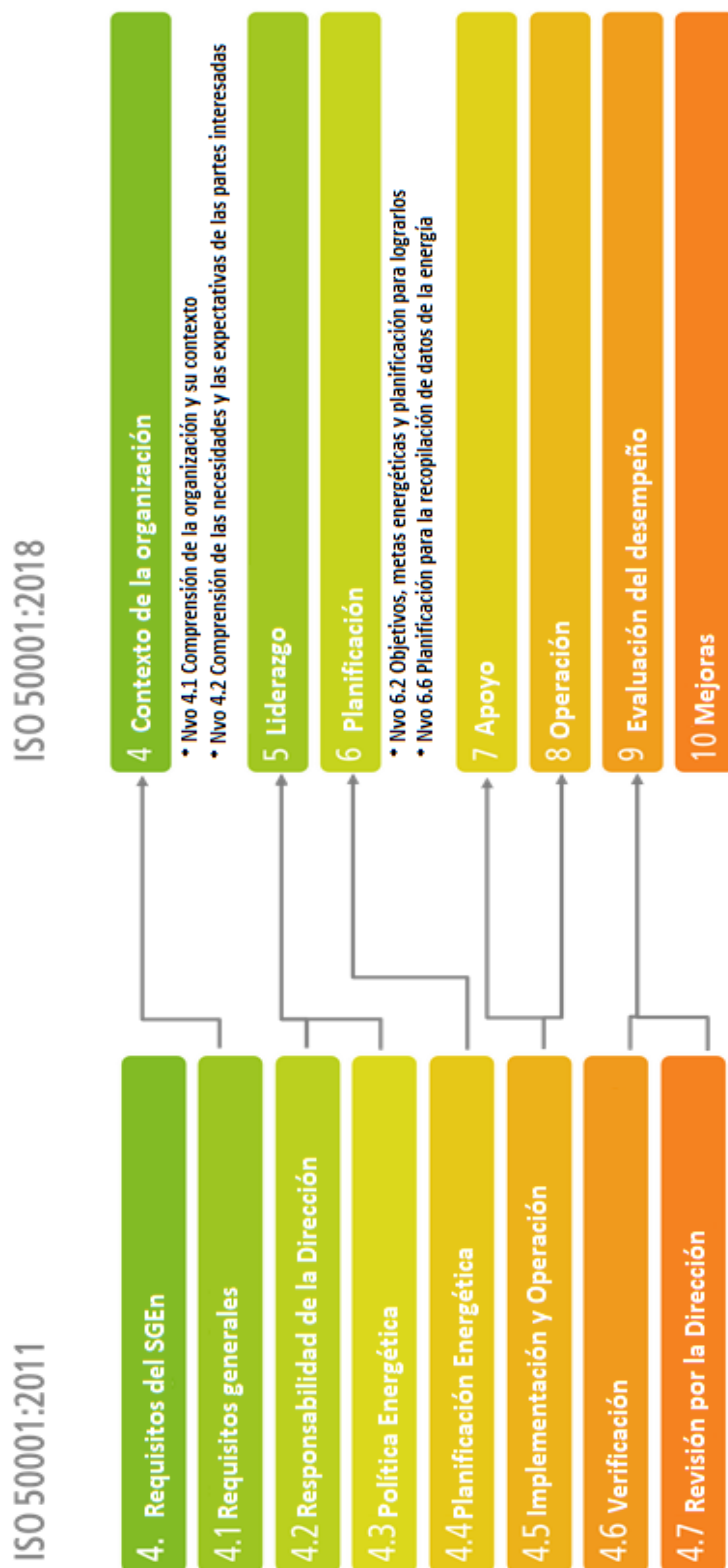 ISO 50001:2011
4. Requisitos del SGEn
4.1 Requisitos generales
4.2 Responsabilidad de la Dirección
4.3 Política Energética
4.4 Planificación Energética
4.5 Implementación y Operación
4.6 Verificación
4.7 Revisión por la Dirección
ISO 50001:2018
4 Contexto de la organización
• Nvo 4.1 Comprensión de la organización y su contexto
• Nvo 4.2 Comprensión de las necesidades y las expectativas de las partes interesadas
5 Liderazgo
6 Planificación
• Nvo 6.2 Objetivos, metas energéticas y planificación para lograrlos
• Nvo 6.6 Planificación para la recopilación de datos de la energía
7 Apoyo
8 Operación
9 Evaluación del desempeño
10 Mejoras